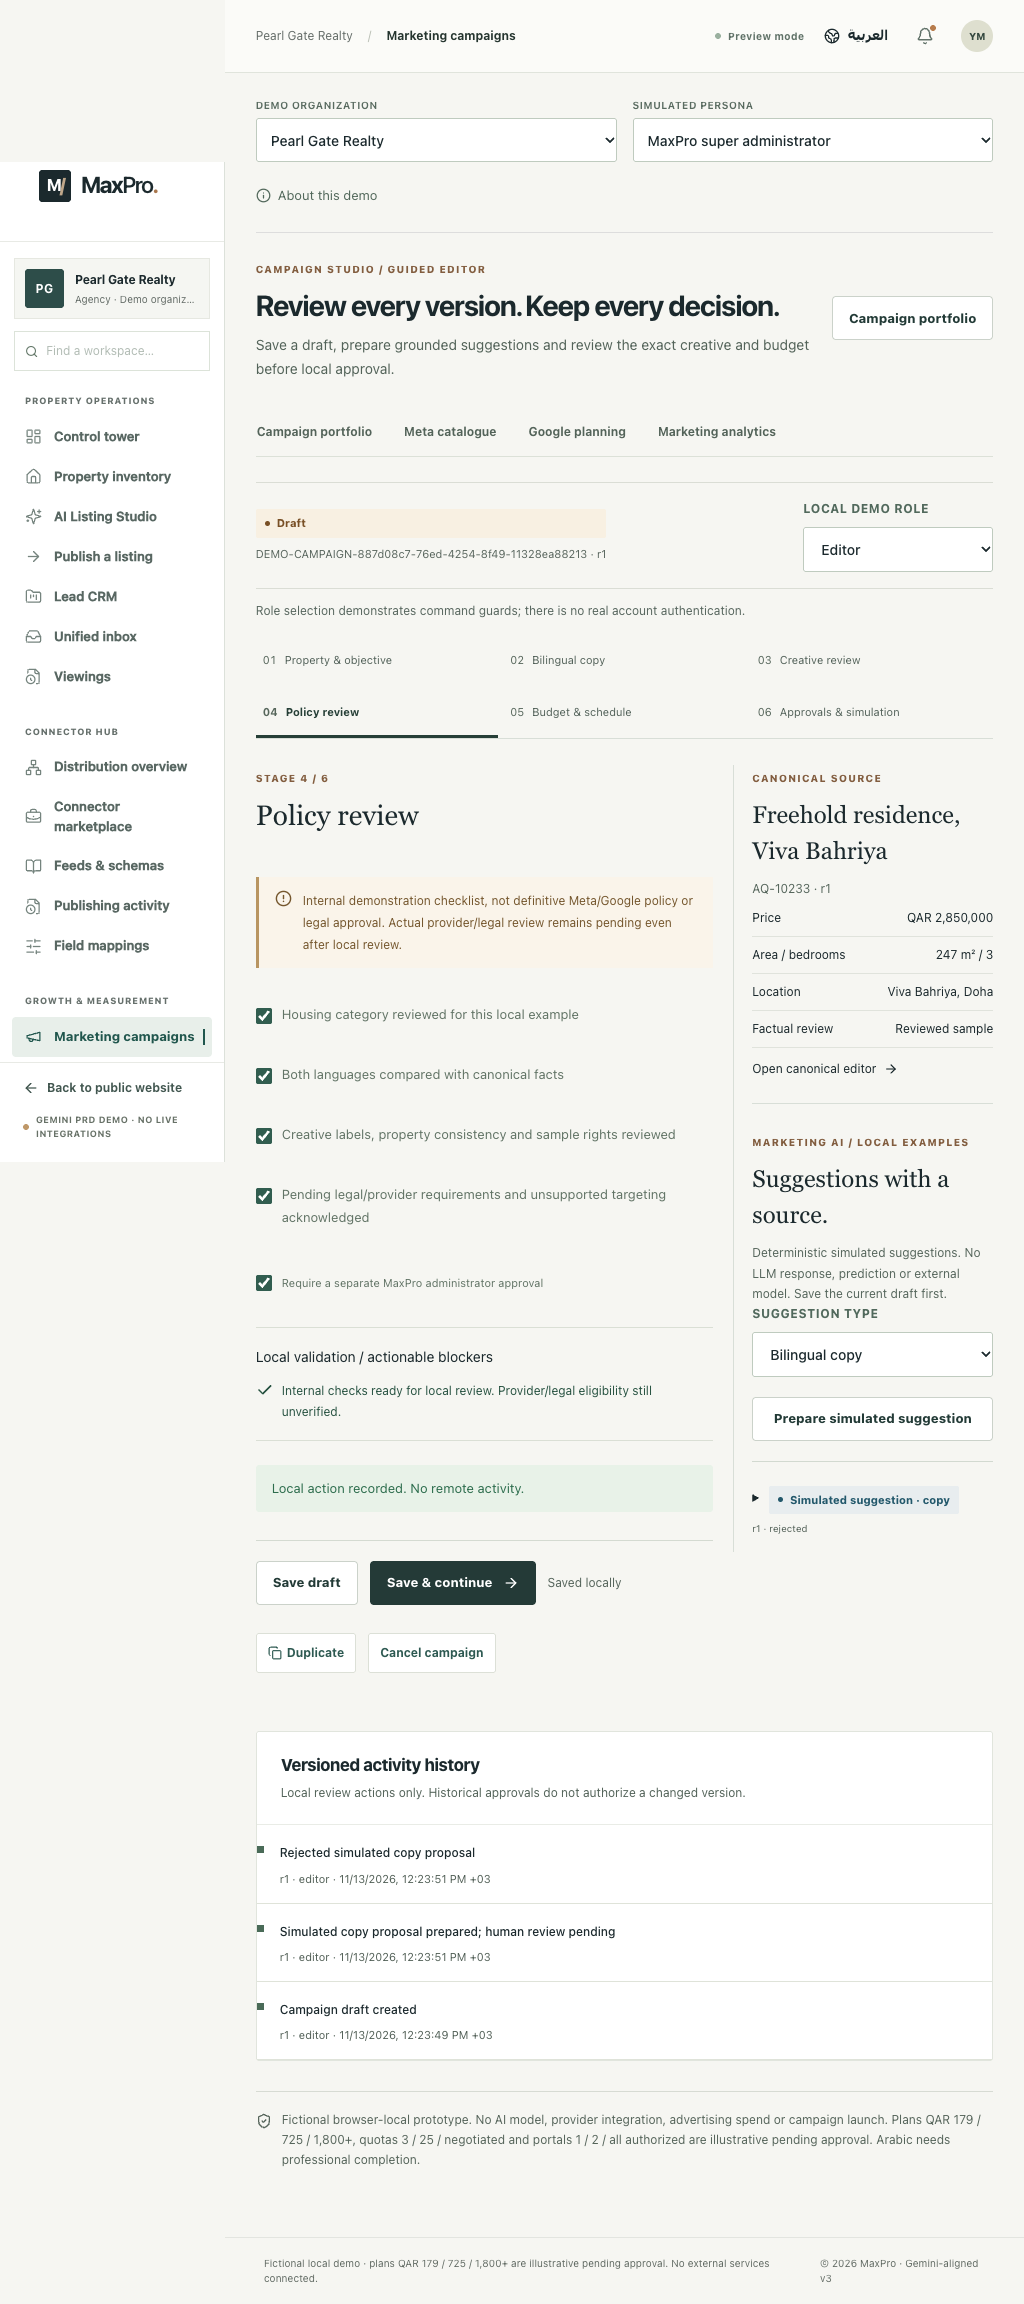 Pearl Gate Realty / Marketing campaigns
Preview mode
العربية
YM
DEMO ORGANIZATION
Pearl Gate Realty
SIMULATED PERSONA
MaxPro super administrator
About this demo
M/ MaxPro.
PG
Pearl Gate Realty
Agency · Demo organiz...
Find a workspace...
PROPERTY OPERATIONS
Control tower
Property inventory
AI Listing Studio
Publish a listing
Lead CRM
Unified inbox
Viewings
CONNECTOR HUB
Distribution overview
Connector
marketplace
Feeds & schemas
Publishing activity
Field mappings
GROWTH & MEASUREMENT
Marketing campaigns
Back to public website
GEMINI PRD DEMO · NO LIVE
INTEGRATIONS
CAMPAIGN STUDIO / GUIDED EDITOR
Review every version. Keep every decision.
Save a draft, prepare grounded suggestions and review the exact creative and budget
before local approval.
Campaign portfolio
Campaign portfolio
Meta catalogue
Google planning
Marketing analytics
Draft
DEMO-CAMPAIGN-887d08c7-76ed-4254-8f49-11328ea88213 · r1
LOCAL DEMO ROLE
Editor
Role selection demonstrates command guards; there is no real account authentication.
01 Property & objective
02 Bilingual copy
03 Creative review
04 Policy review
05 Budget & schedule
06 Approvals & simulation
STAGE 4 / 6
Policy review
Internal demonstration checklist, not definitive Meta/Google policy or
legal approval. Actual provider/legal review remains pending even
after local review.
Housing category reviewed for this local example
Both languages compared with canonical facts
Creative labels, property consistency and sample rights reviewed
Pending legal/provider requirements and unsupported targeting
acknowledged
Require a separate MaxPro administrator approval
Local validation / actionable blockers
Internal checks ready for local review. Provider/legal eligibility still
unverified.
Local action recorded. No remote activity.
Save draft
Save & continue
Saved locally
Duplicate
Cancel campaign
CANONICAL SOURCE
Freehold residence,
Viva Bahriya
AQ-10233 · r1
Price QAR 2,850,000
Area / bedrooms 247 m² / 3
Location Viva Bahriya, Doha
Factual review Reviewed sample
Open canonical editor
MARKETING AI / LOCAL EXAMPLES
Suggestions with a
source.
Deterministic simulated suggestions. No
LLM response, prediction or external
model. Save the current draft first.
SUGGESTION TYPE
Bilingual copy
Prepare simulated suggestion
Simulated suggestion · copy
r1 · rejected
Versioned activity history
Local review actions only. Historical approvals do not authorize a changed version.
Rejected simulated copy proposal
r1 · editor · 11/13/2026, 12:23:51 PM +03
Simulated copy proposal prepared; human review pending
r1 · editor · 11/13/2026, 12:23:51 PM +03
Campaign draft created
r1 · editor · 11/13/2026, 12:23:49 PM +03
Fictional browser-local prototype. No AI model, provider integration, advertising spend or campaign launch. Plans QAR 179 /
725 / 1,800+, quotas 3 / 25 / negotiated and portals 1 / 2 / all authorized are illustrative pending approval. Arabic needs
professional completion.
Fictional local demo · plans QAR 179 / 725 / 1,800+ are illustrative pending approval. No external services
connected.
© 2026 MaxPro · Gemini-aligned
v3